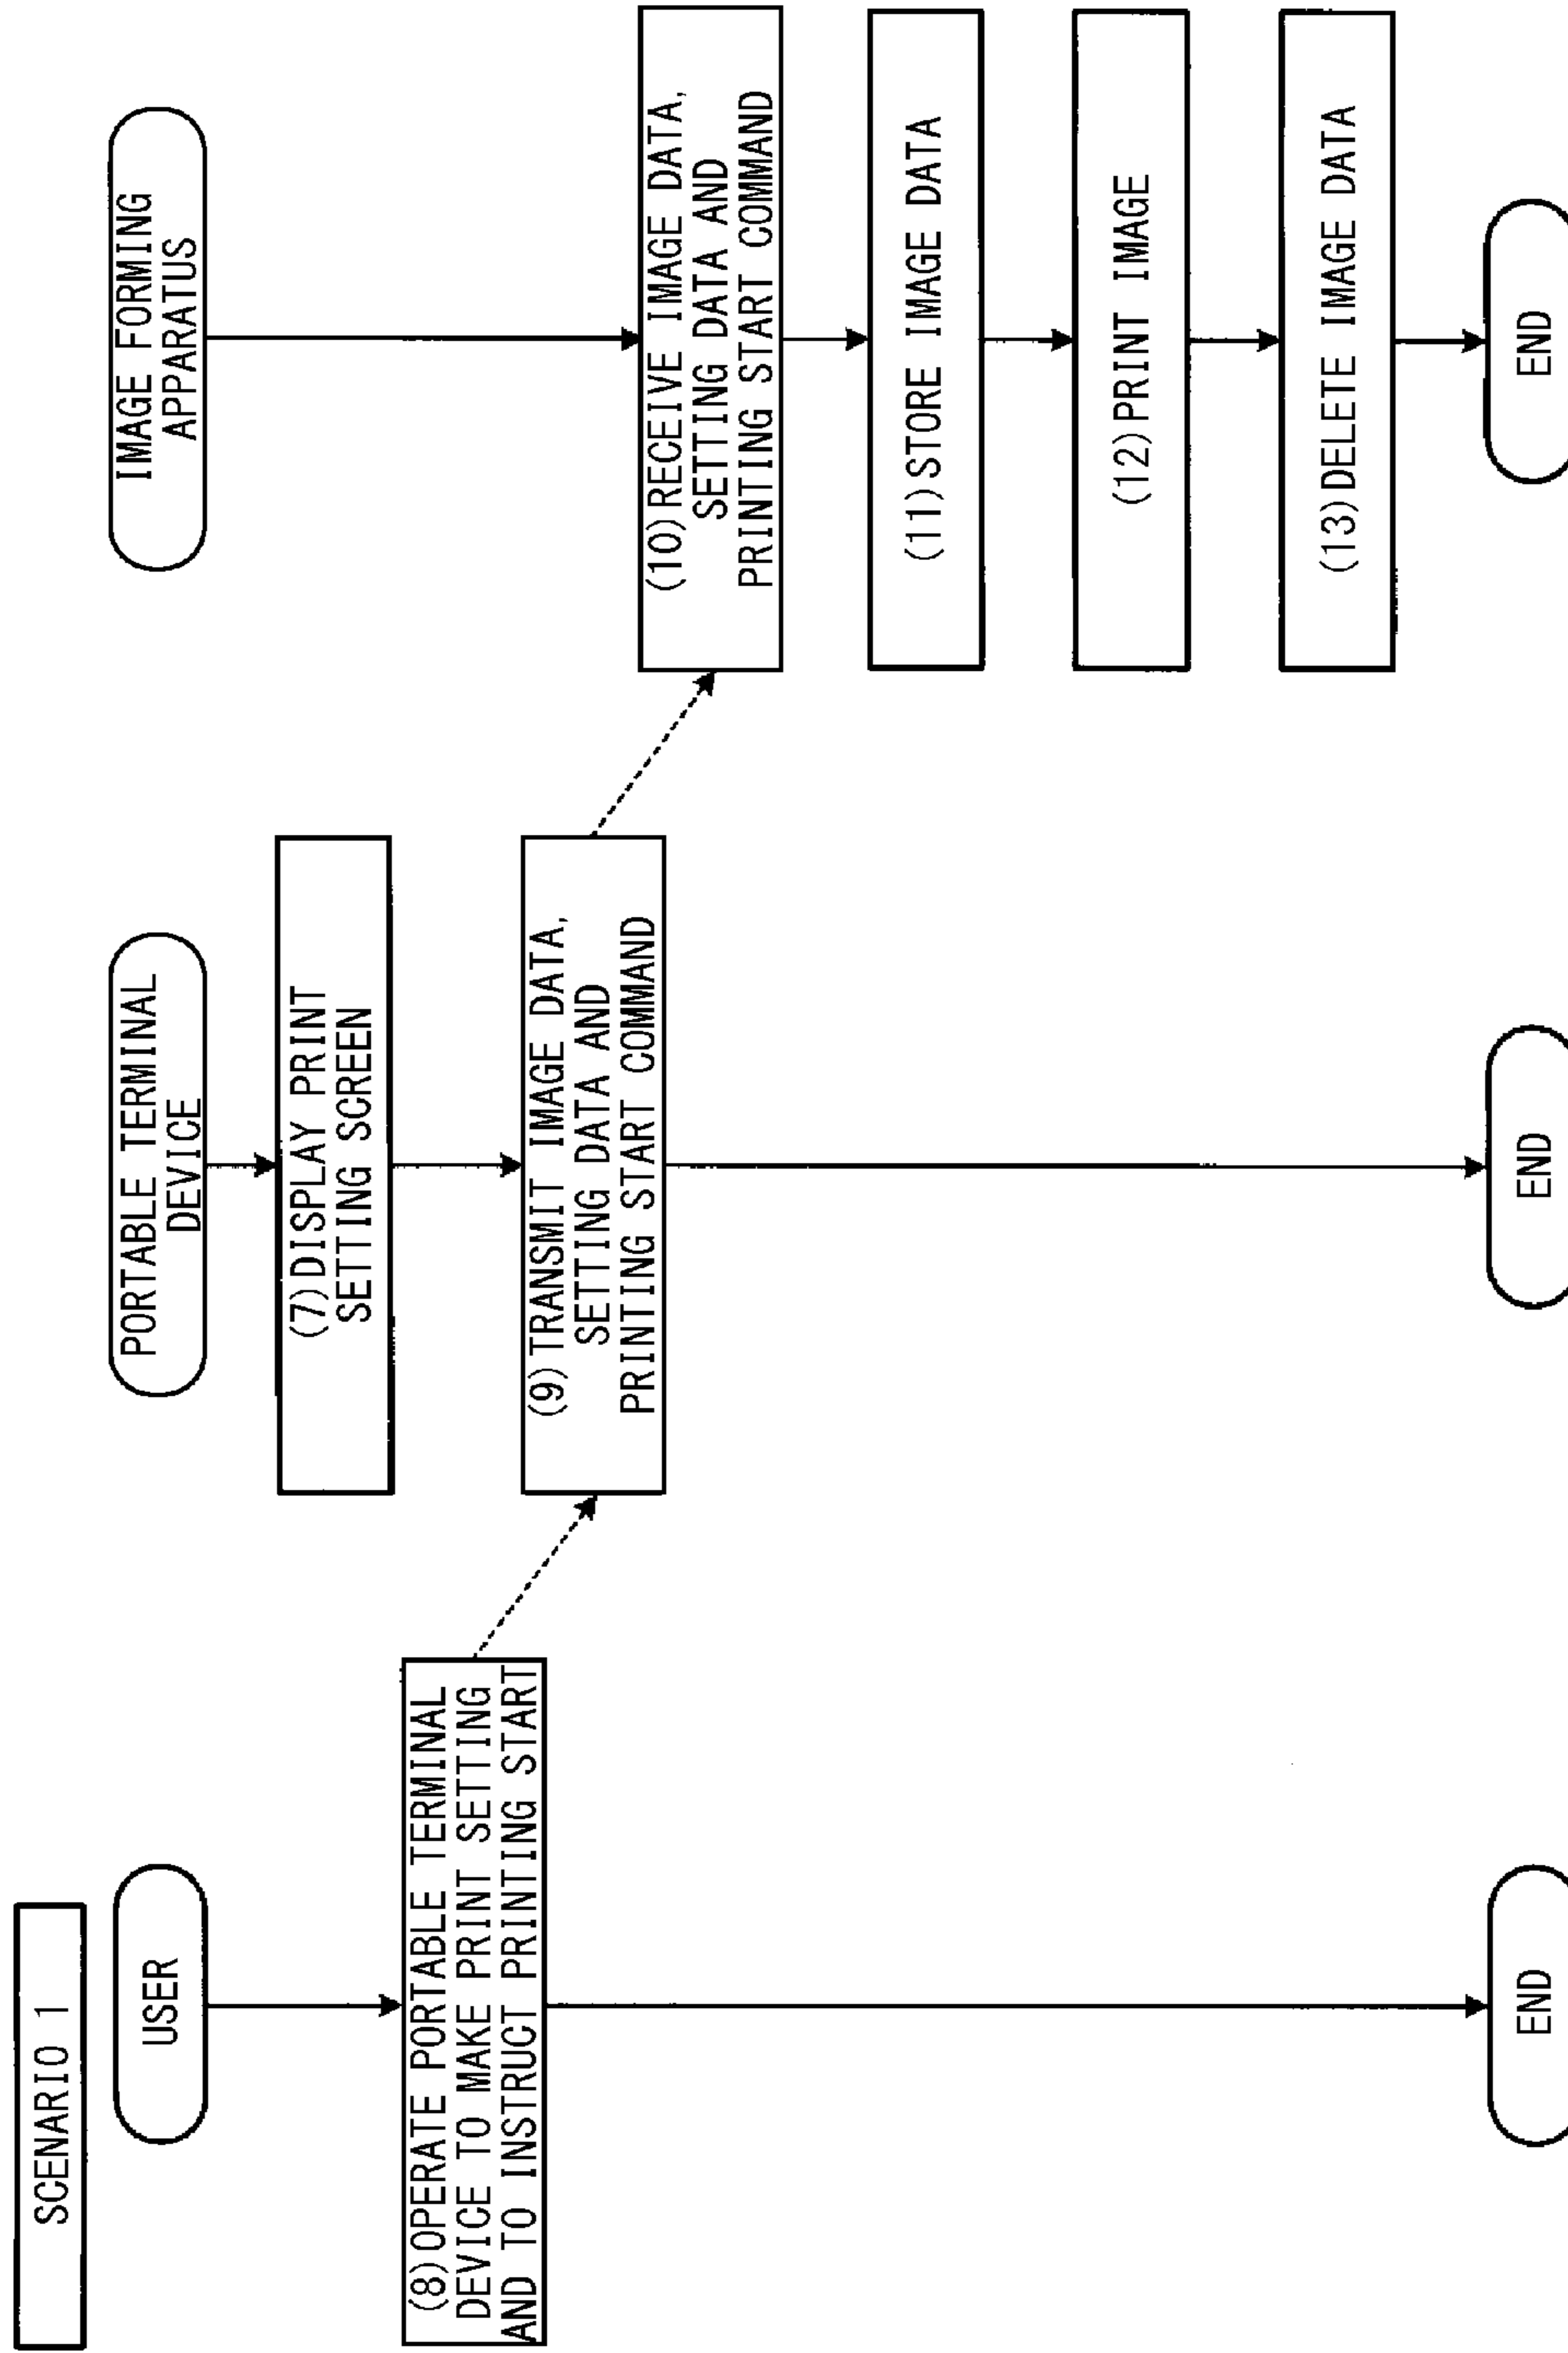 SCENARIO 1
USER
PORTABLE TERMINAL
DEVICE
IMAGE FORMING
APPARATUS
(7)DISPLAY PRINT
SETTING SCREEN
(8)OPERATE PORTABLE TERMINAL
DEVICE TO MAKE PRINT SETTING
AND TO INSTRUCT PRINTING START
(9)TRANSMIT IMAGE DATA,
SETTING DATA AND
PRINTING START COMMAND
(10)RECEIVE IMAGE DATA,
SETTING DATA AND
PRINTING START COMMAND
(11)STORE IMAGE DATA
(12)PRINT IMAGE
(13)DELETE IMAGE DATA
END
END
END